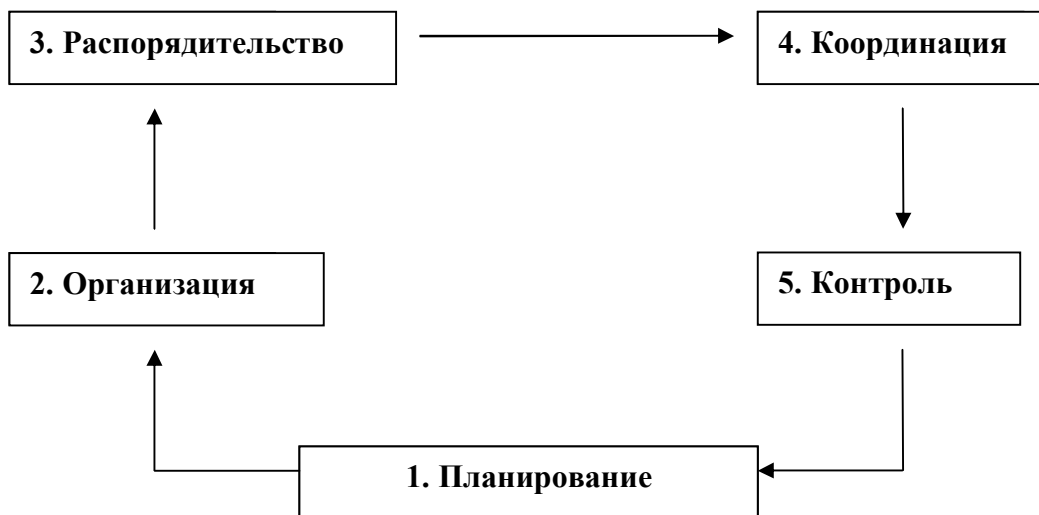 3. Распорядительство
4. Координация
2. Организация
5. Контроль
1. Планирование